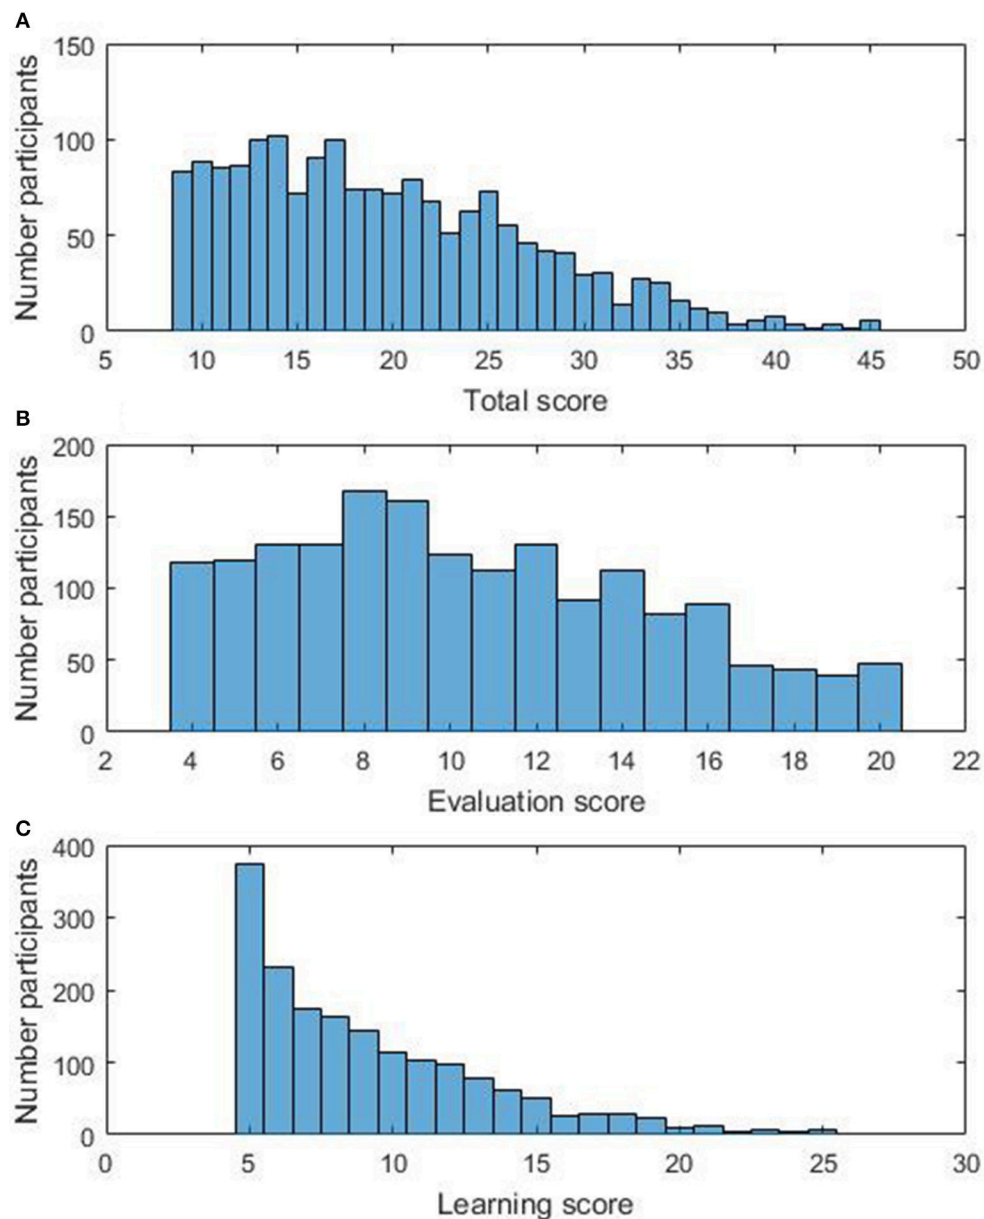 A
150
100
50
0
Number participants
5 10 15 20 25 30 35 40 45 50
Total score
B
200
150
100
50
0
Number participants
2 4 6 8 10 12 14 16 18 20 22
Evaluation score
C
400
300
200
100
0
Number participants
0 5 10 15 20 25 30
Learning score